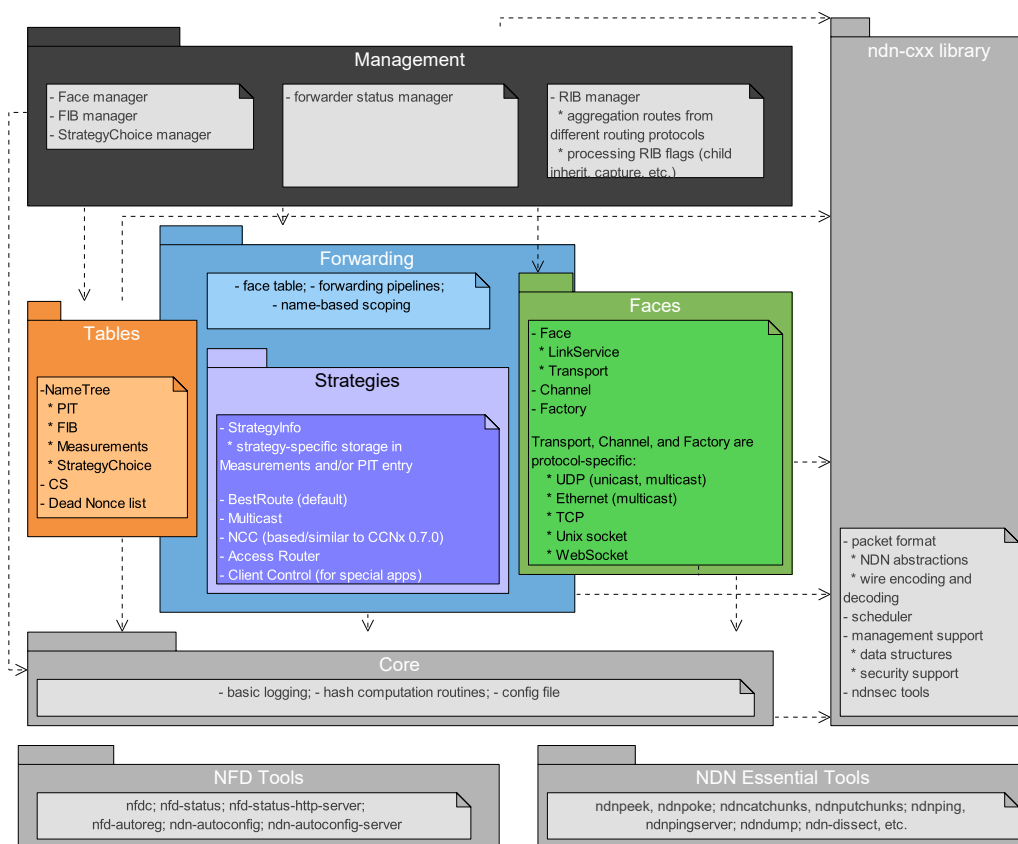 Management
- Face manager
- FIB manager
- StrategyChoice manager
- forwarder status manager
- RIB manager
* aggregation routes from
different routing protocols
* processing RIB flags (child
inherit, capture, etc.)
ndn-cxx library
Forwarding
- face table; - forwarding pipelines;
- name-based scoping
Tables
-NameTree
* PIT
* FIB
* Measurements
* StrategyChoice
- CS
- Dead Nonce list
Strategies
- StrategyInfo
* strategy-specific storage in
Measurements and/or PIT entry
- BestRoute (default)
- Multicast
- NCC (based/similar to CCNx 0.7.0)
- Access Router
- Client Control (for special apps)
Faces
- Face
* LinkService
* Transport
- Channel
- Factory
Transport, Channel, and Factory are
protocol-specific:
* UDP (unicast, multicast)
* Ethernet (multicast)
* TCP
* Unix socket
* WebSocket
- packet format
* NDN abstractions
* wire encoding and
decoding
- scheduler
- management support
* data structures
* security support
- ndnsec tools
Core
- basic logging; - hash computation routines; - config file
NFD Tools
nfdc; nfd-status; nfd-status-http-server;
nfd-autoreg; ndn-autoconfig; ndn-autoconfig-server
NDN Essential Tools
ndnpeek, ndnpoke; ndncatchunks, ndnputchunks; ndnping,
ndnpingserver; ndndump; ndn-dissect, etc.